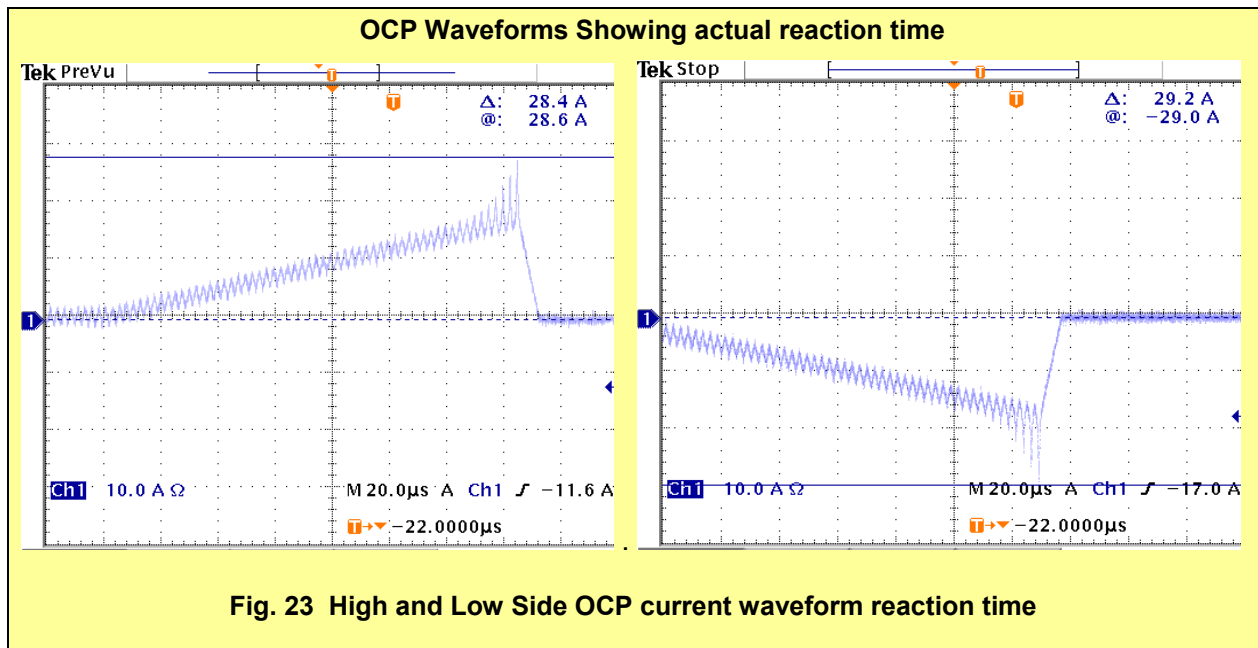 OCP Waveforms Showing actual reaction time
Tek PreVu
T
T
Δ: 28.4 A
@: 28.6 A
1
Ch1 10.0 A Ω
M 20.0µs A Ch1 ʃ -11.6 A
T→▼ -22.0000µs
Tek Stop
T
T
Δ: 29.2 A
@: -29.0 A
1
Ch1 10.0 A Ω
M 20.0µs A Ch1 ʃ -17.0 A
T→▼ -22.0000µs
.
Fig. 23 High and Low Side OCP current waveform reaction time